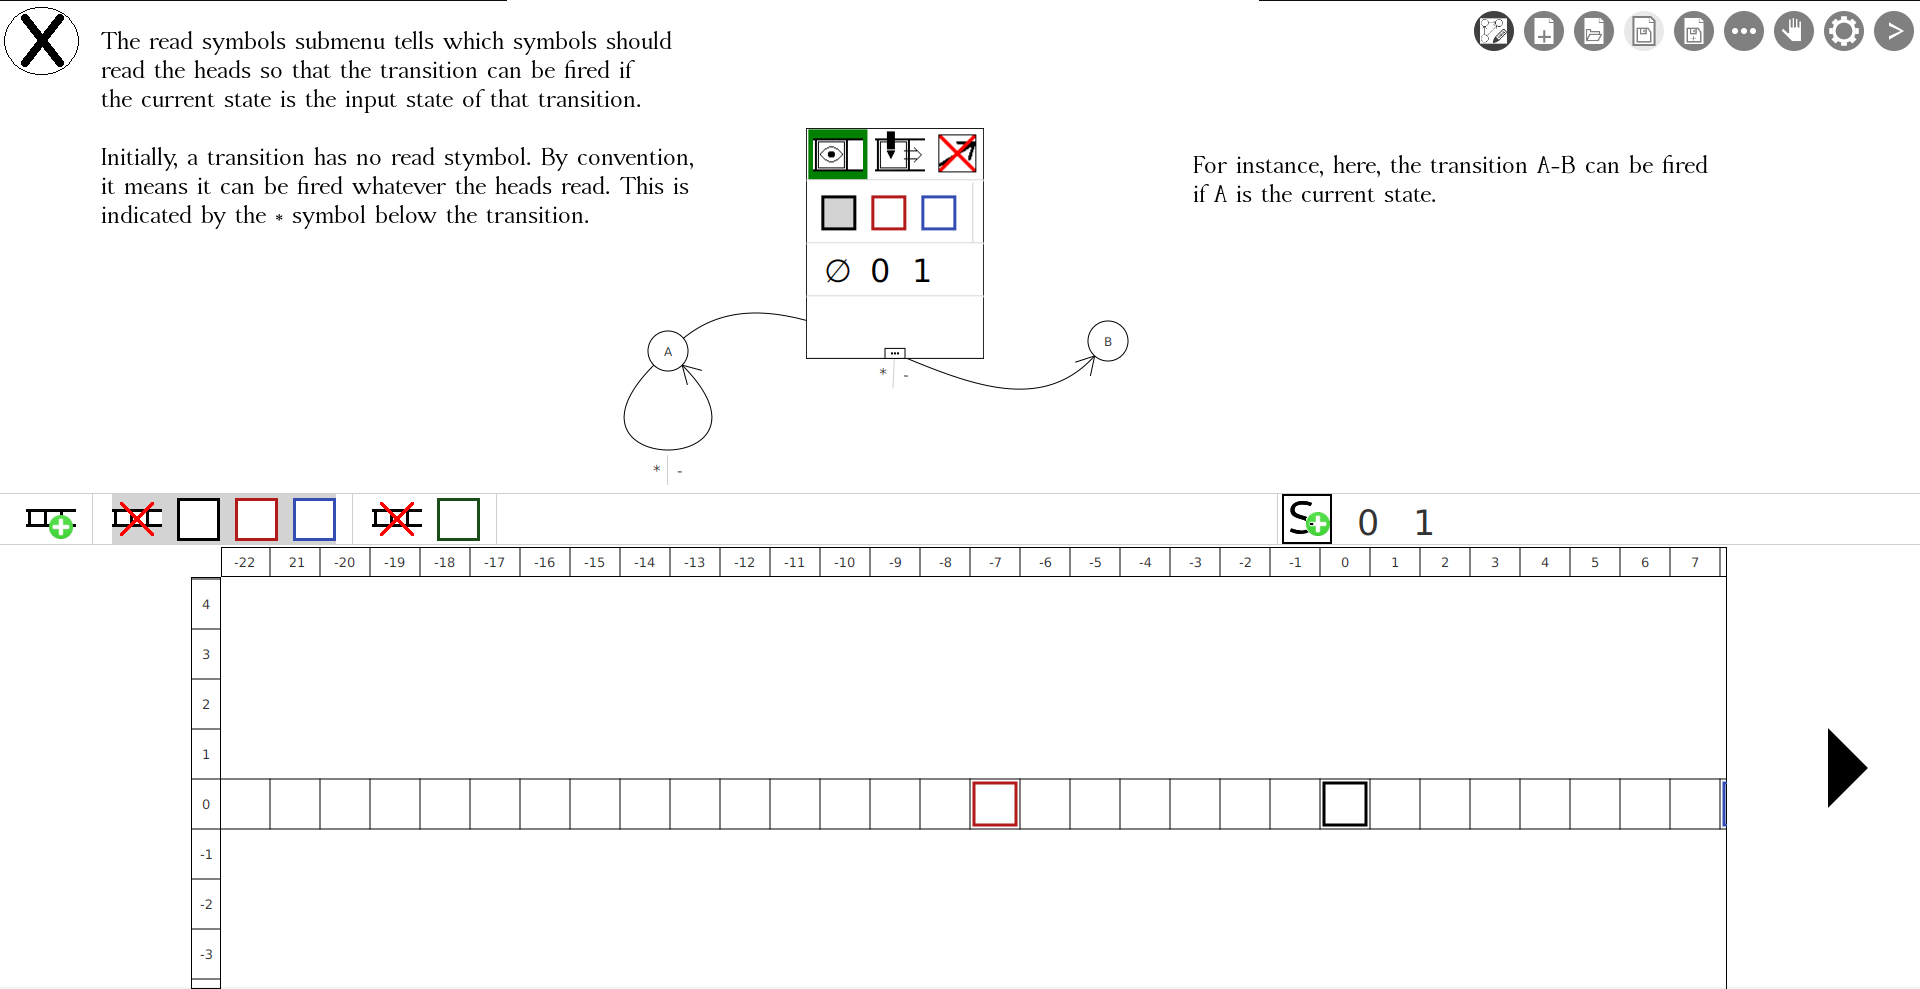 The read symbols submenu tells which symbols should
read the heads so that the transition can be fired if
the current state is the input state of that transition.
Initially, a transition has no read stymbol. By convention,
it means it can be fired whatever the heads read. This is
indicated by the * symbol below the transition.
For instance, here, the transition A-B can be fired
if A is the current state.
∅ 0 1
A
B
* -
* -
S 0 1
-22 21 -20 -19 -18 -17 -16 -15 -14 -13 -12 -11 -10 -9 -8 -7 -6 -5 -4 -3 -2 -1 0 1 2 3 4 5 6 7
4
3
2
1
0
-1
-2
-3